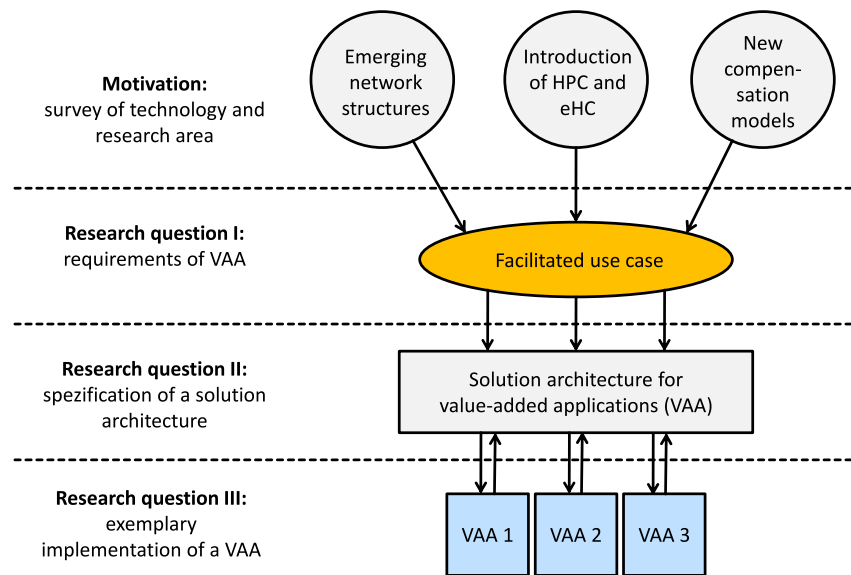 Motivation:
survey of technology and
research area
Emerging
network
structures
Introduction
of HPC and
eHC
New
compen-
sation
models
Research question I:
requirements of VAA
Facilitated use case
Research question II:
spezification of a solution
architecture
Solution architecture for
value-added applications (VAA)
Research question III:
exemplary
implementation of a VAA
VAA 1
VAA 2
VAA 3